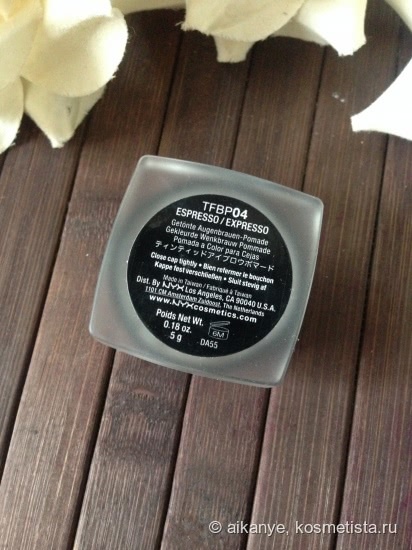 TFBP04
ESPRESSO / EXPRESSO
Getönte Augenbrauen-Pomade
Gekleurde Wenkbrauw Pommade
Pomada a Color para Cejas
ティンティッドアイブロウポマード
Close cap tightly • Bien refermer le bouchon
Kappe fest verschließen • Sluit stevig af
Made in Taiwan / Fabriqué à Taiwan
Dist. By NYX Los Angeles, CA 90040 U.S.A.
1101 CM Amsterdam Zuidoost, The Netherlands
www.NYXcosmetics.com
Poids Net Wt.
0.18 oz.
5 g
6M
DA55
© aikanye, kosmetista.ru